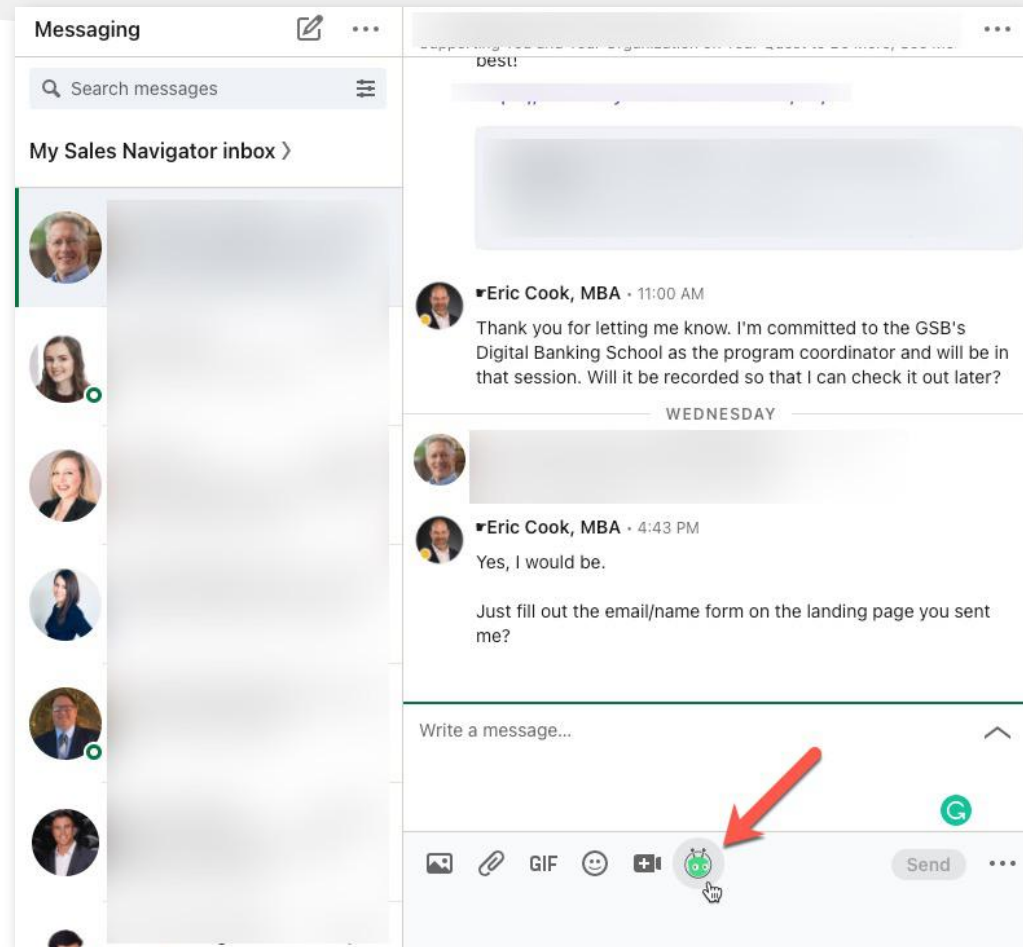 Messaging
Search messages
My Sales Navigator inbox
best!
☛Eric Cook, MBA • 11:00 AM
Thank you for letting me know. I'm committed to the GSB's
Digital Banking School as the program coordinator and will be in
that session. Will it be recorded so that I can check it out later?
WEDNESDAY
☛Eric Cook, MBA • 4:43 PM
Yes, I would be.
Just fill out the email/name form on the landing page you sent
me?
Write a message...
GIF
Send